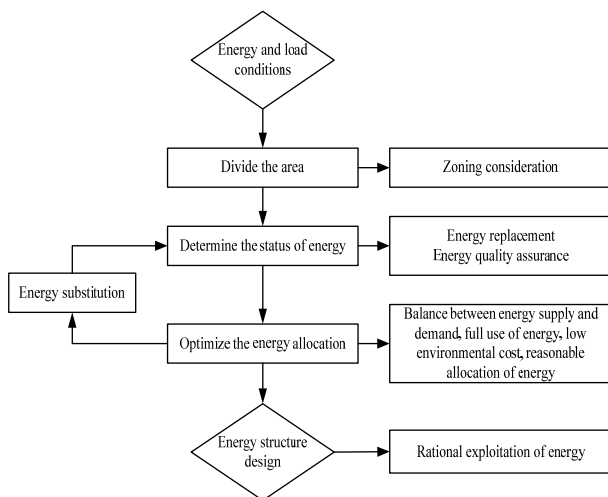 Energy and load
conditions
Divide the area
Zoning consideration
Determine the status of energy
Energy replacement
Energy quality assurance
Energy substitution
Optimize the energy allocation
Balance between energy supply and
demand, full use of energy, low
environmental cost, reasonable
allocation of energy
Energy structure
design
Rational exploitation of energy